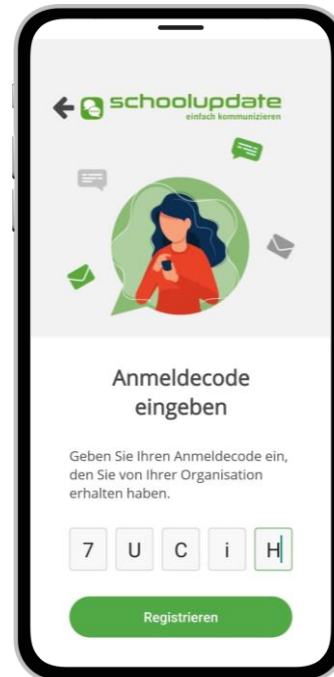 schoolupdate
einfach kommunizieren
Anmeldecode
eingeben
Geben Sie Ihren Anmeldecode ein,
den Sie von Ihrer Organisation
erhalten haben.
7 U C i H
Registrieren